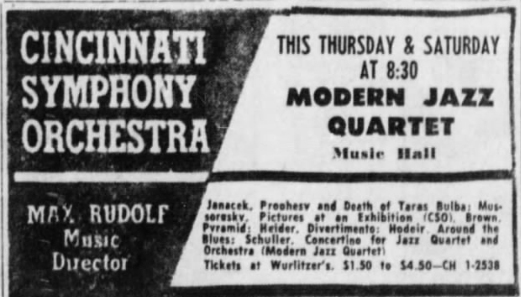 CINCINNATI
SYMPHONY
ORCHESTRA
MAX RUDOLF
Music
Director
THIS THURSDAY & SATURDAY
AT 8:30
MODERN JAZZ
QUARTET
Music Hall
Janacek, Prophesy and Death of Taras Bulba; Mus-
sorgsky, Pictures at an Exhibition (CSO). Brown,
Pyramid; Heider, Divertimento; Hodeir, Around the
Blues; Schuller, Concertino for Jazz Quartet and
Orchestra (Modern Jazz Quartet)
Tickets at Wurlitzer's, $1.50 to $4.50—CH 1-2538